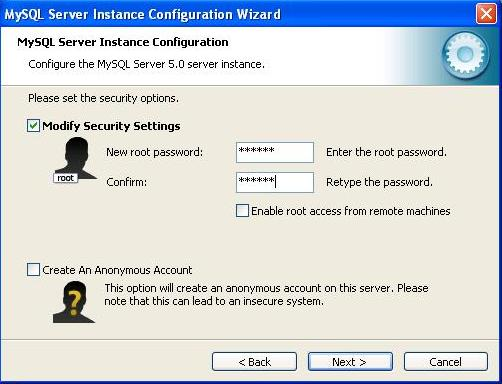 MySQL Server Instance Configuration Wizard
MySQL Server Instance Configuration
Configure the MySQL Server 5.0 server instance.
Please set the security options.
Modify Security Settings
New root password: ****** Enter the root password.
root
Confirm: ****** Retype the password.
Enable root access from remote machines
Create An Anonymous Account
This option will create an anonymous account on this server. Please
note that this can lead to an insecure system.
< Back Next > Cancel